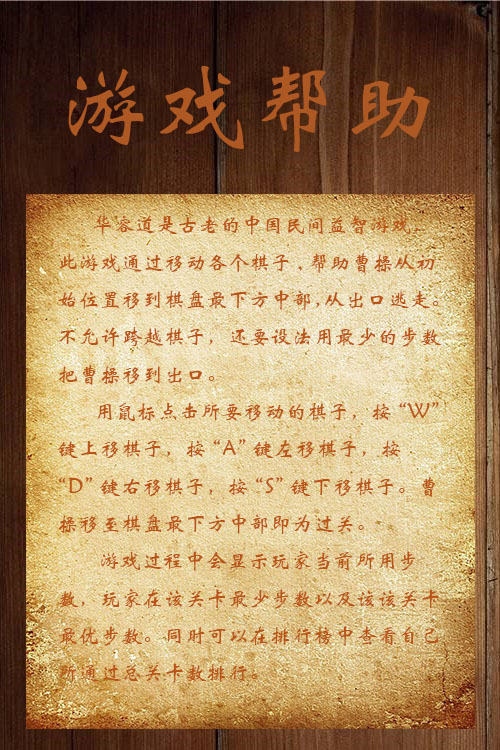 游戏帮助
华容道是古老的中国民间益智游戏.
此游戏通过移动各个棋子、帮助曹操从初
始位置移到棋盘最下方中部,从出口逃走。
不允许跨越棋子，还要设法用最少的步数
把曹操移到出口。
用鼠标点击所要移动的棋子，按“W”
键上移棋子，按“A”键左移棋子，按
“D”键右移棋子，按“S”键下移棋子。曹
操移至棋盘最下方中部即为过关。
游戏过程中会显示玩家当前所用步
数，玩家在该关卡最少步数以及该该关卡
最优步数。同时可以在排行榜中查看自己
所通过总关卡数排行。